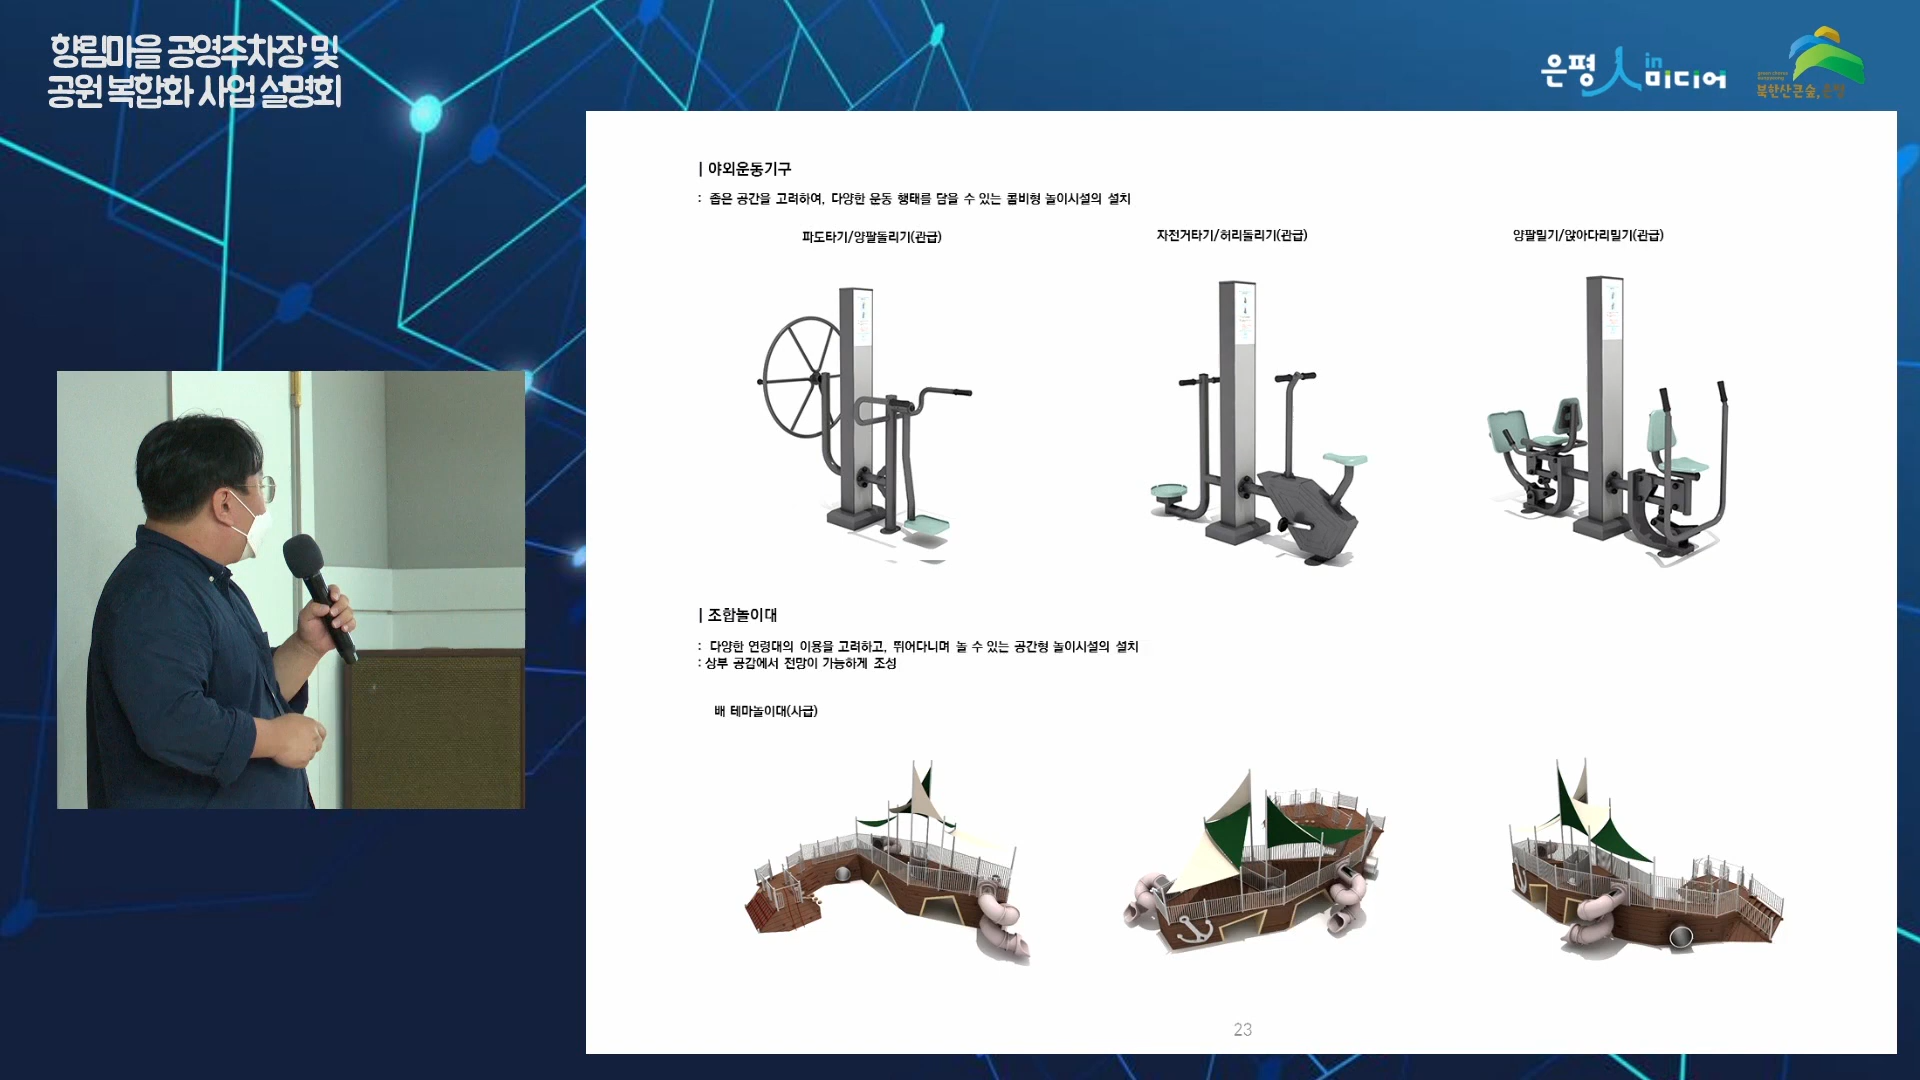 향림마을 공영주차장 및
공원 복합화 사업 설명회
은평 인 in 미디어
북한산 큰 숲, 은평
| 야외운동기구
: 좁은 공간을 고려하여, 다양한 운동 행태를 담을 수 있는 콤비형 놀이시설의 설치
파도타기/양팔돌리기(관급)
자전거타기/허리돌리기(관급)
양팔밀기/앉아다리밀기(관급)
| 조합놀이대
: 다양한 연령대의 이용을 고려하고, 뛰어다니며 놀 수 있는 공간형 놀이시설의 설치
: 상부 공감에서 전망이 가능하게 조성
배 테마놀이대(사급)
23